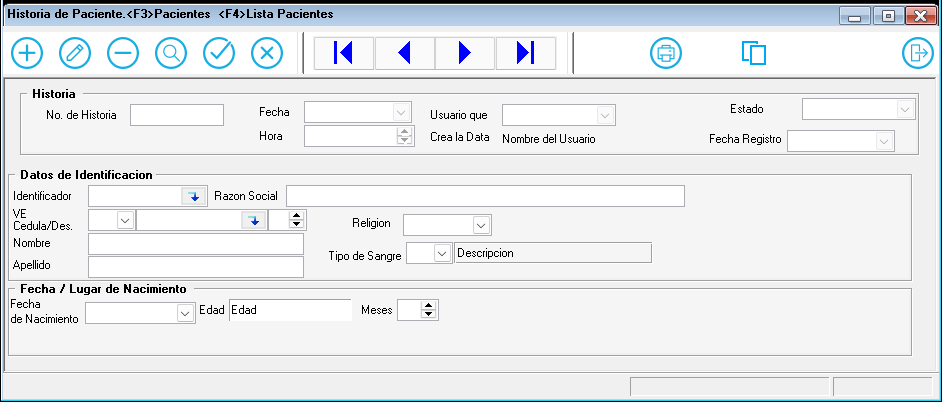 Historia de Paciente.<F3>Pacientes <F4>Lista Pacientes
Historia
No. de Historia
Fecha
Usuario que
Estado
Hora
Crea la Data
Nombre del Usuario
Fecha Registro
Datos de Identificacion
Identificador
Razon Social
VE
Cedula/Des.
Religion
Nombre
Tipo de Sangre
Descripcion
Apellido
Fecha / Lugar de Nacimiento
Fecha
de Nacimiento
Edad
Edad
Meses